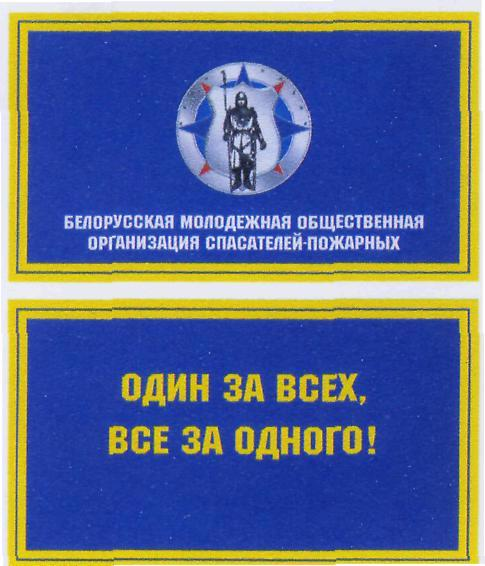 БЕЛОРУССКАЯ МОЛОДЕЖНАЯ ОБЩЕСТВЕННАЯ
ОРГАНИЗАЦИЯ СПАСАТЕЛЕЙ-ПОЖАРНЫХ
ОДИН ЗА ВСЕХ,
ВСЕ ЗА ОДНОГО!